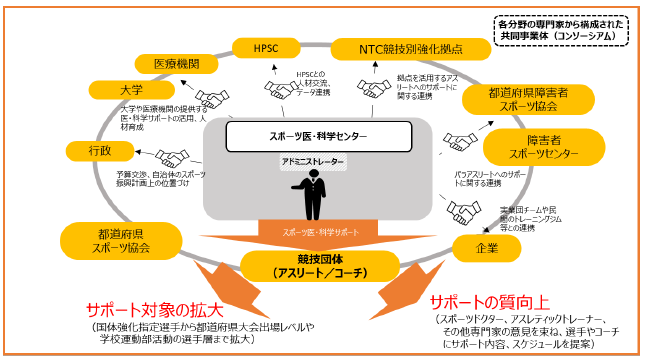 各分野の専門家から構成された
共同事業体（コンソーシアム）
HPSC
NTC競技別強化拠点
医療機関
大学
行政
都道府県
スポーツ協会
都道府県障害者
スポーツ協会
障害者
スポーツセンター
企業
HPSCとの
人材交流、
データ連携
拠点を活用するアス
リートへのサポートに
関する連携
大学や医療機関の提供する
医・科学サポートの活用、人
材育成
予算交渉、自治体のスポーツ
振興計画上の位置づけ
パラアスリートへのサポー
トに関する連携
実業団チームや民
間のトレーニングジム
等との連携
スポーツ医・科学センター
アドミニストレーター
スポーツ医・科学サポート
競技団体
（アスリート／コーチ）
サポート対象の拡大
（国体強化指定選手から都道府県大会出場レベルや
学校運動部活動の選手層まで拡大）
サポートの質向上
（スポーツドクター、アスレティックトレーナー、
その他専門家の意見を束ね、選手やコーチ
にサポート内容、スケジュールを提案）